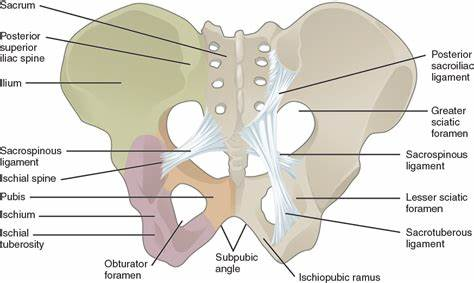 Sacrum
Posterior
superior
iliac spine
Ilium
Sacrospinous
ligament
Ischial spine
Pubis
Ischium
Ischial
tuberosity
Obturator
foramen
Subpubic
angle
Ischiopubic ramus
Posterior
sacroiliac
ligament
Greater
sciatic
foramen
Sacrospinous
ligament
Lesser sciatic
foramen
Sacrotuberous
ligament